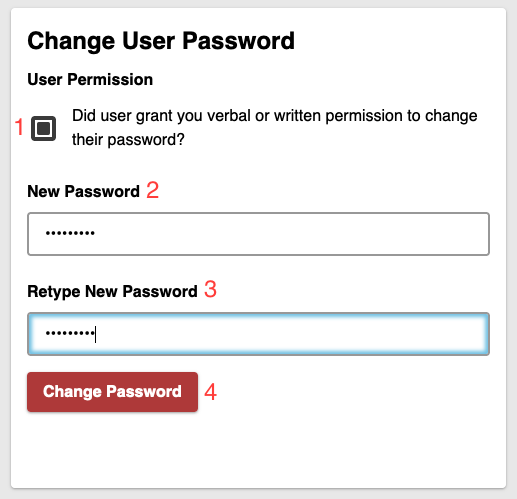 Change User Password
User Permission
1
Did user grant you verbal or written permission to change
their password?
New Password 2
•••••••••
Retype New Password 3
•••••••••
Change Password 4